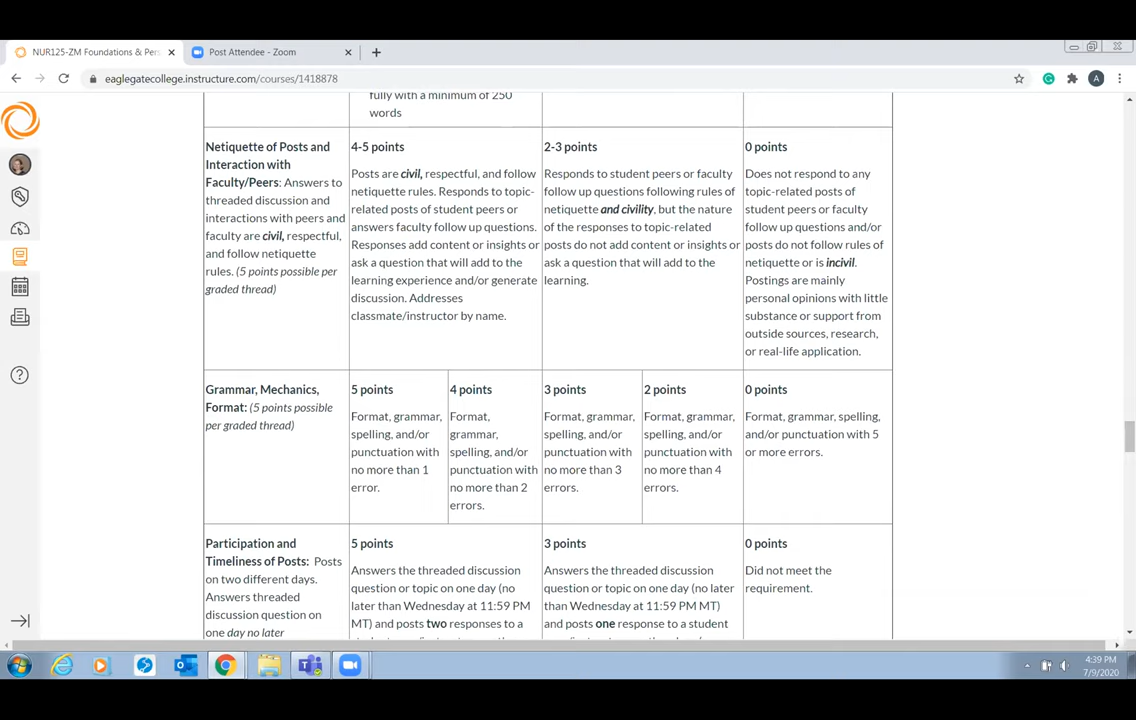 NUR125-ZM Foundations & Pers
Post Attendee - Zoom
eaglegatecollege.instructure.com/courses/1418878
A
fully with a minimum of 250
words
Netiquette of Posts and
Interaction with
Faculty/Peers: Answers to
threaded discussion and
interactions with peers and
faculty are civil, respectful,
and follow netiquette
rules. (5 points possible per
graded thread)
4-5 points
Posts are civil, respectful, and follow
netiquette rules. Responds to topic-
related posts of student peers or
answers faculty follow up questions.
Responses add content or insights or
ask a question that will add to the
learning experience and/or generate
discussion. Addresses
classmate/instructor by name.
2-3 points
Responds to student peers or faculty
follow up questions following rules of
netiquette and civility, but the nature
of the responses to topic-related
posts do not add content or insights or
ask a question that will add to the
learning.
0 points
Does not respond to any
topic-related posts of
student peers or faculty
follow up questions and/or
posts do not follow rules of
netiquette or is incivil.
Postings are mainly
personal opinions with little
substance or support from
outside sources, research,
or real-life application.
Grammar, Mechanics,
Format: (5 points possible
per graded thread)
5 points
Format, grammar,
spelling, and/or
punctuation with
no more than 1
error.
4 points
Format,
grammar,
spelling, and/or
punctuation with
no more than 2
errors.
3 points
Format, grammar,
spelling, and/or
punctuation with
no more than 3
errors.
2 points
Format, grammar,
spelling, and/or
punctuation with
no more than 4
errors.
0 points
Format, grammar, spelling,
and/or punctuation with 5
or more errors.
Participation and
Timeliness of Posts: Posts
on two different days.
Answers threaded
discussion question on
one day no later
5 points
Answers the threaded discussion
question or topic on one day (no
later than Wednesday at 11:59 PM
MT) and posts two responses to a
3 points
Answers the threaded discussion
question or topic on one day (no
later than Wednesday at 11:59 PM
MT) and posts one response to a
0 points
Did not meet the
requirement.
4:39 PM
7/9/2020